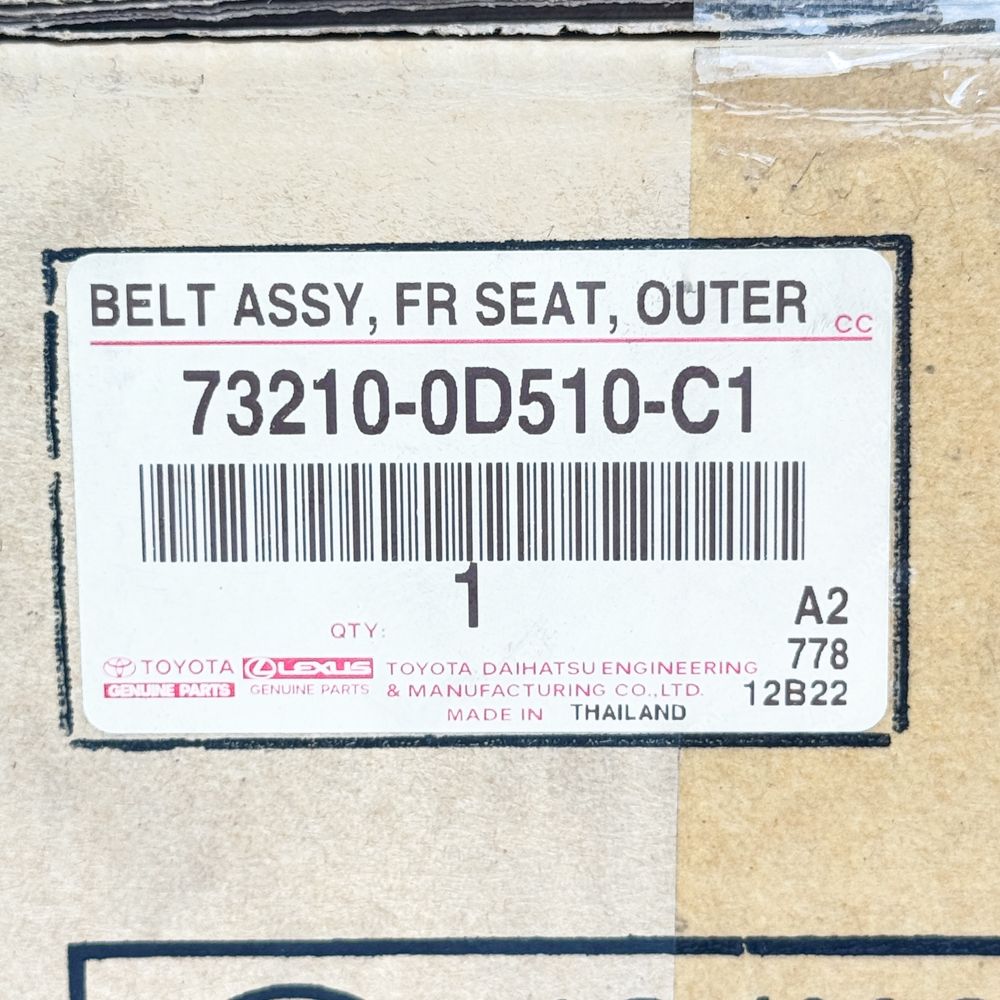 BELT ASSY, FR SEAT, OUTER
CC
73210-0D510-C1
QTY: 1
A2
778
12B22
TOYOTA
GENUINE PARTS
LEXUS
GENUINE PARTS
TOYOTA DAIHATSU ENGINEERING
& MANUFACTURING CO.,LTD.
MADE IN THAILAND